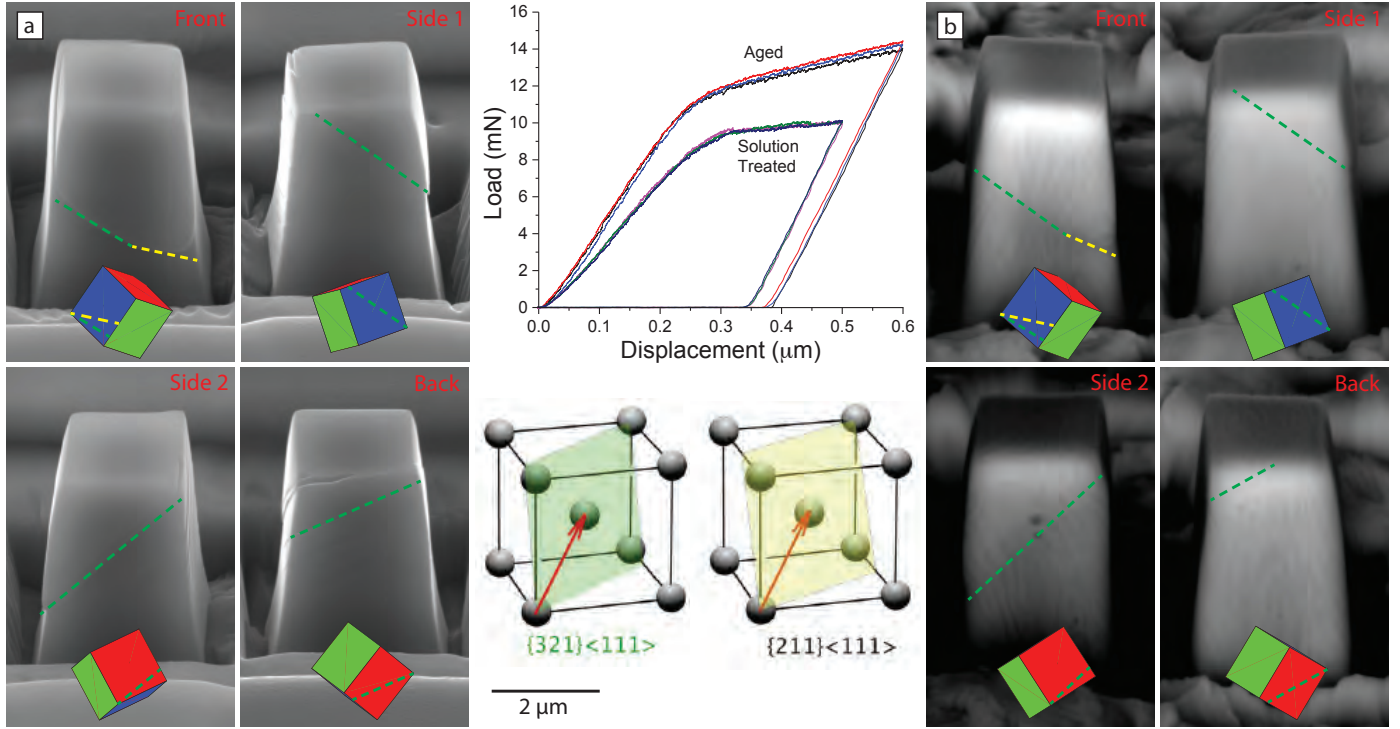 a
Front
Side 1
Side 2
Back
Load (mN)
16
14
12
10
8
6
4
2
0
Aged
Solution
Treated
0.0 0.1 0.2 0.3 0.4 0.5 0.6
Displacement (μm)
{321}<111>
{211}<111>
2 μm
b
Front
Side 1
Side 2
Back